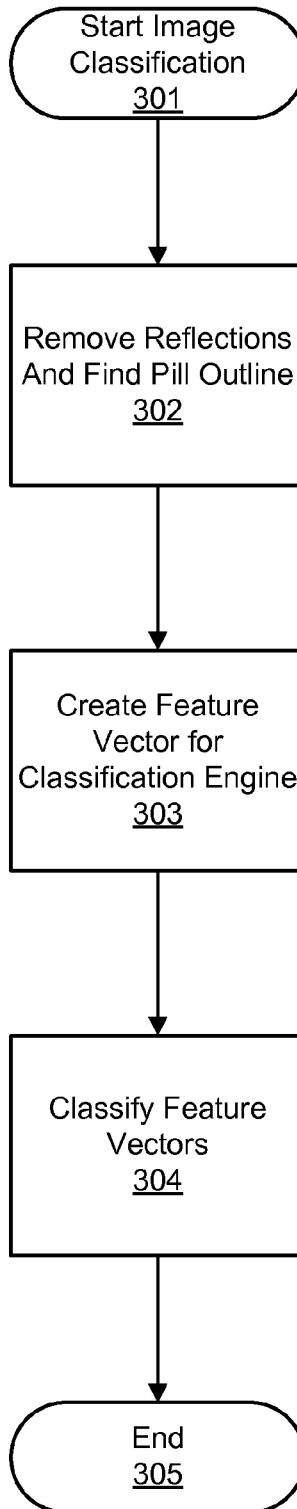 Start Image
Classification
301
Remove Reflections
And Find Pill Outline
302
Create Feature
Vector for
Classification Engine
303
Classify Feature
Vectors
304
End
305